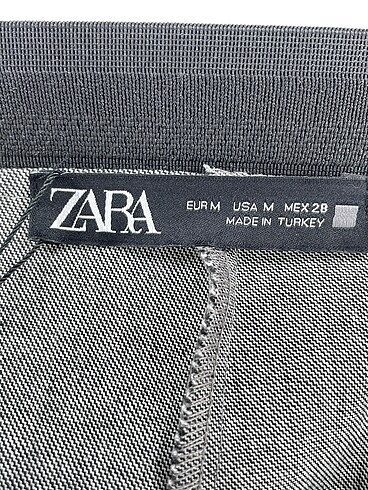 ZARA
EUR M USA M MEX 28
MADE IN TURKEY